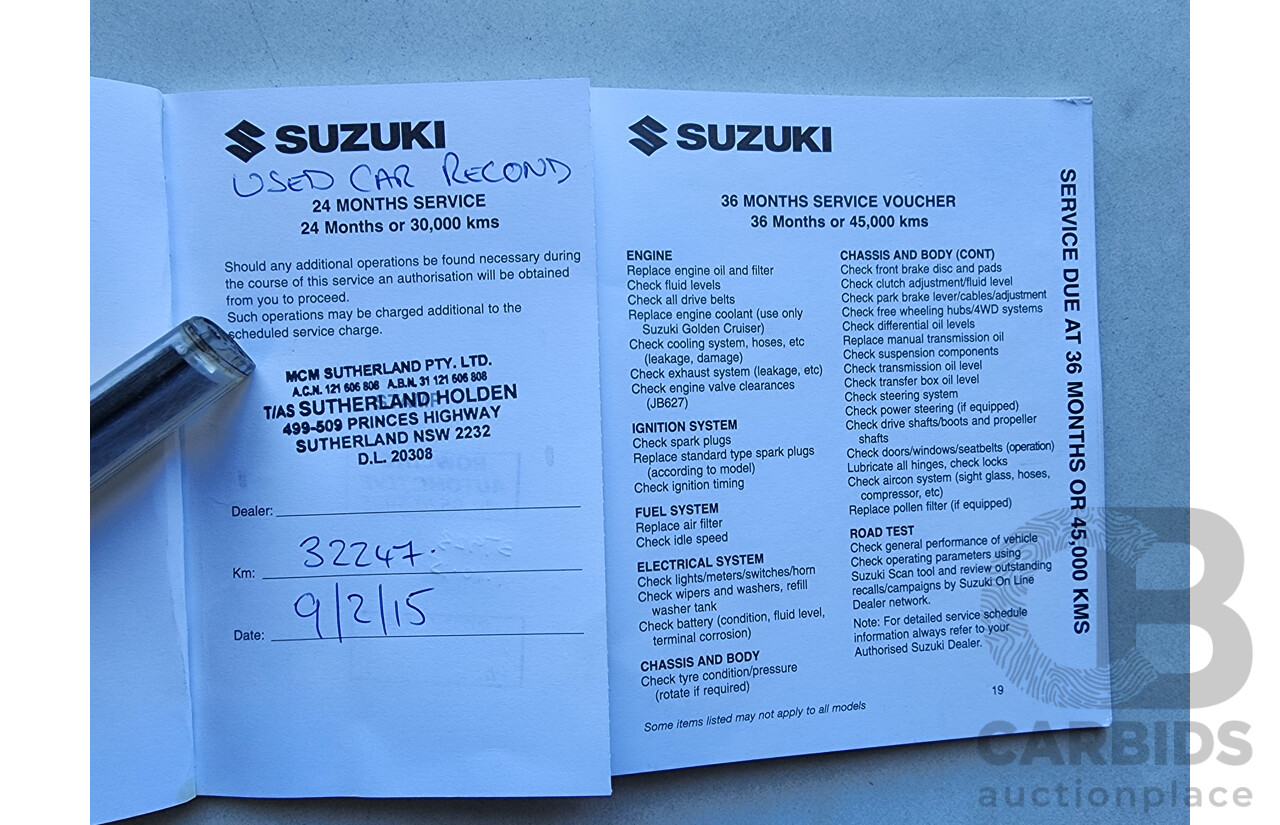 SUZUKI
USED CAR RECOND
24 MONTHS SERVICE
24 Months or 30,000 kms
Should any additional operations be found necessary during
the course of this service an authorisation will be obtained
from you to proceed.
Such operations may be charged additional to the
scheduled service charge.
MCM SUTHERLAND PTY. LTD.
A.C.N. 121 606 808 A.B.N. 31 121 606 808
T/AS SUTHERLAND HOLDEN
499-509 PRINCES HIGHWAY
SUTHERLAND NSW 2232
D.L. 20308
Dealer:
Km: 32247.
Date: 9/2/15
SUZUKI
36 MONTHS SERVICE VOUCHER
36 Months or 45,000 kms
ENGINE
Replace engine oil and filter
Check fluid levels
Check all drive belts
Replace engine coolant (use only
Suzuki Golden Cruiser)
Check cooling system, hoses, etc
(leakage, damage)
Check exhaust system (leakage, etc)
Check engine valve clearances
(JB627)
IGNITION SYSTEM
Check spark plugs
Replace standard type spark plugs
(according to model)
Check ignition timing
FUEL SYSTEM
Replace air filter
Check idle speed
ELECTRICAL SYSTEM
Check lights/meters/switches/horn
Check wipers and washers, refill
washer tank
Check battery (condition, fluid level,
terminal corrosion)
CHASSIS AND BODY
Check tyre condition/pressure
(rotate if required)
Some items listed may not apply to all models
CHASSIS AND BODY (CONT)
Check front brake disc and pads
Check clutch adjustment/fluid level
Check park brake lever/cables/adjustment
Check free wheeling hubs/4WD systems
Check differential oil levels
Replace manual transmission oil
Check suspension components
Check transmission oil level
Check transfer box oil level
Check steering system
Check power steering (if equipped)
Check drive shafts/boots and propeller
shafts
Check doors/windows/seatbelts (operation)
Lubricate all hinges, check locks
Check aircon system (sight glass, hoses,
compressor, etc)
Replace pollen filter (if equipped)
ROAD TEST
Check general performance of vehicle
Check operating parameters using
Suzuki Scan tool and review outstanding
recalls/campaigns by Suzuki On Line
Dealer network.
Note: For detailed service schedule
information always refer to your
Authorised Suzuki Dealer.
19
SERVICE DUE AT 36 MONTHS OR 45,000 KMS
CB
CARBIDS
auctionplace